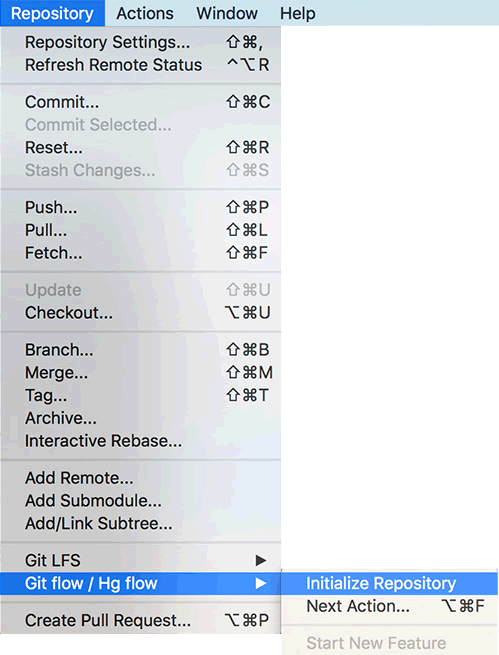 Repository Actions Window Help
Repository Settings... ⇧⌘,
Refresh Remote Status ^⌥R
Commit... ⇧⌘C
Commit Selected...
Reset... ⇧⌘R
Stash Changes... ⇧⌘S
Push... ⇧⌘P
Pull... ⇧⌘L
Fetch... ⇧⌘F
Update ⇧⌘U
Checkout... ⌥⌘U
Branch... ⇧⌘B
Merge... ⇧⌘M
Tag... ⇧⌘T
Archive...
Interactive Rebase...
Add Remote...
Add Submodule...
Add/Link Subtree...
Git LFS ▶
Git flow / Hg flow ▶ Initialize Repository
Next Action... ⌥⌘F
Create Pull Request... ⌥⌘P
Start New Feature